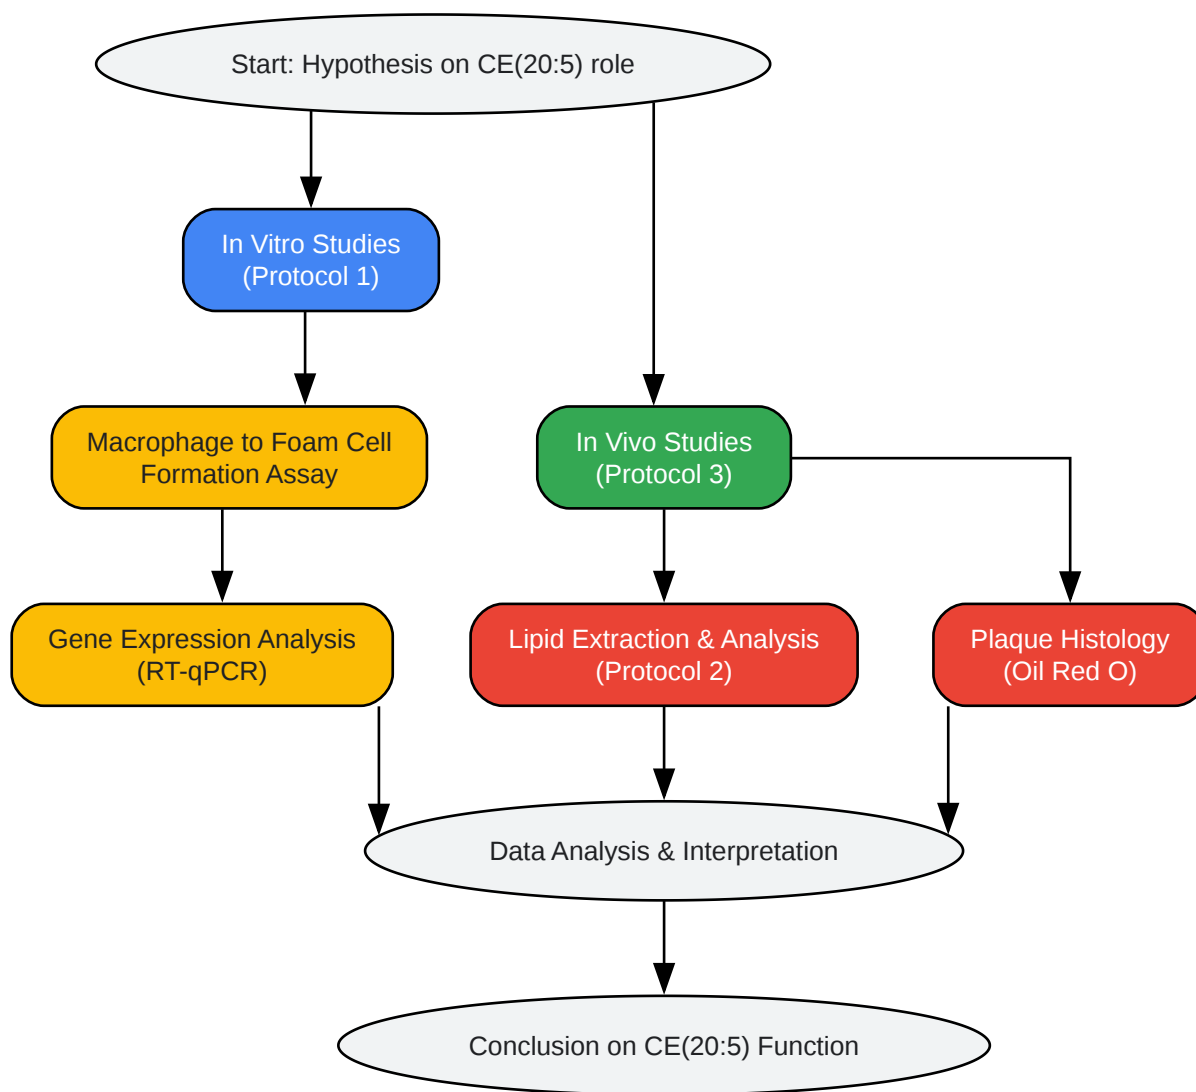 Start: Hypothesis on CE(20:5) role
In Vitro Studies
(Protocol 1)
Macrophage to Foam Cell
Formation Assay
In Vivo Studies
(Protocol 3)
Gene Expression Analysis
(RT-qPCR)
Lipid Extraction & Analysis
(Protocol 2)
Plaque Histology
(Oil Red O)
Data Analysis & Interpretation
Conclusion on CE(20:5) Function